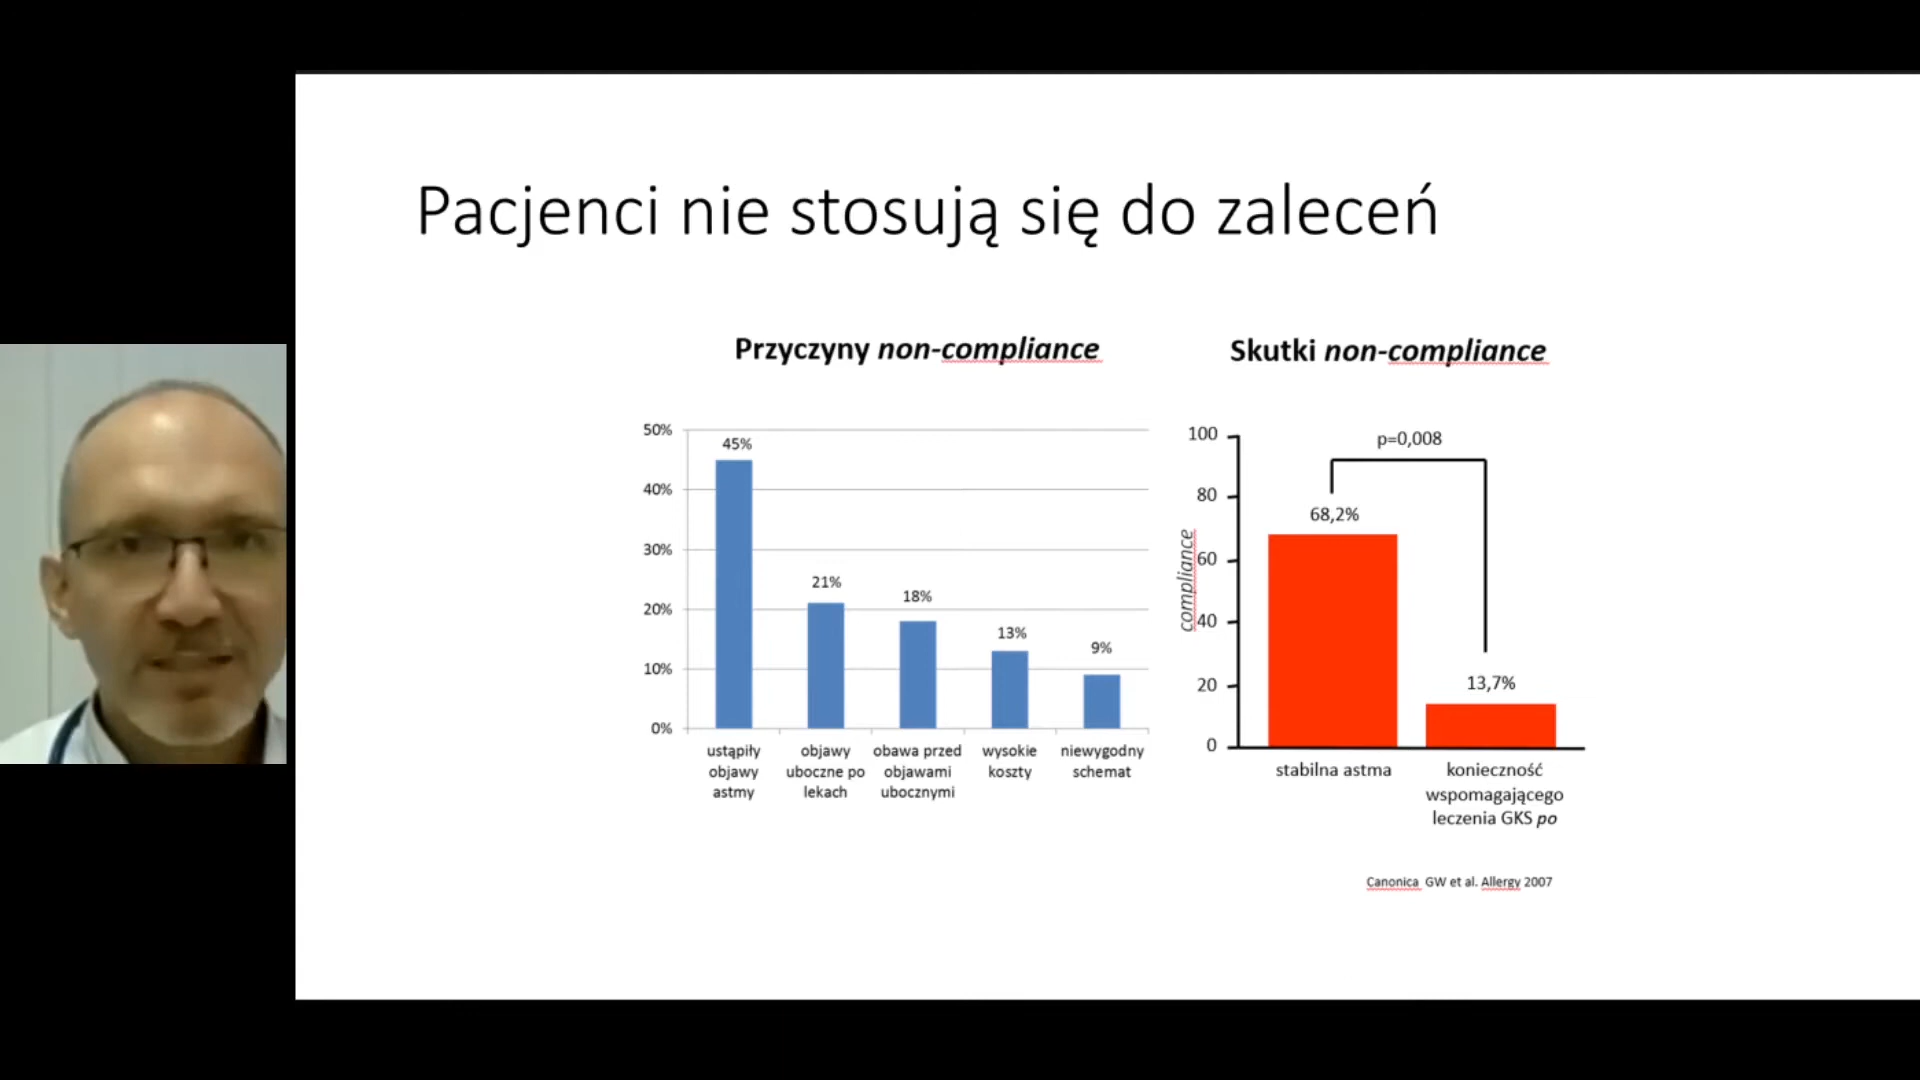 Pacjenci nie stosują się do zaleceń
Przyczyny non-compliance
50%
40%
30%
20%
10%
0%
45%
21%
18%
13%
9%
ustąpiły
objawy
astmy
objawy
uboczne po
lekach
obawa przed
objawami
ubocznymi
wysokie
koszty
niewygodny
schemat
Skutki non-compliance
compliance
100
80
60
40
20
0
p=0,008
68,2%
13,7%
stabilna astma
konieczność
wspomagającego
leczenia GKS po
Canonica GW et al. Allergy 2007